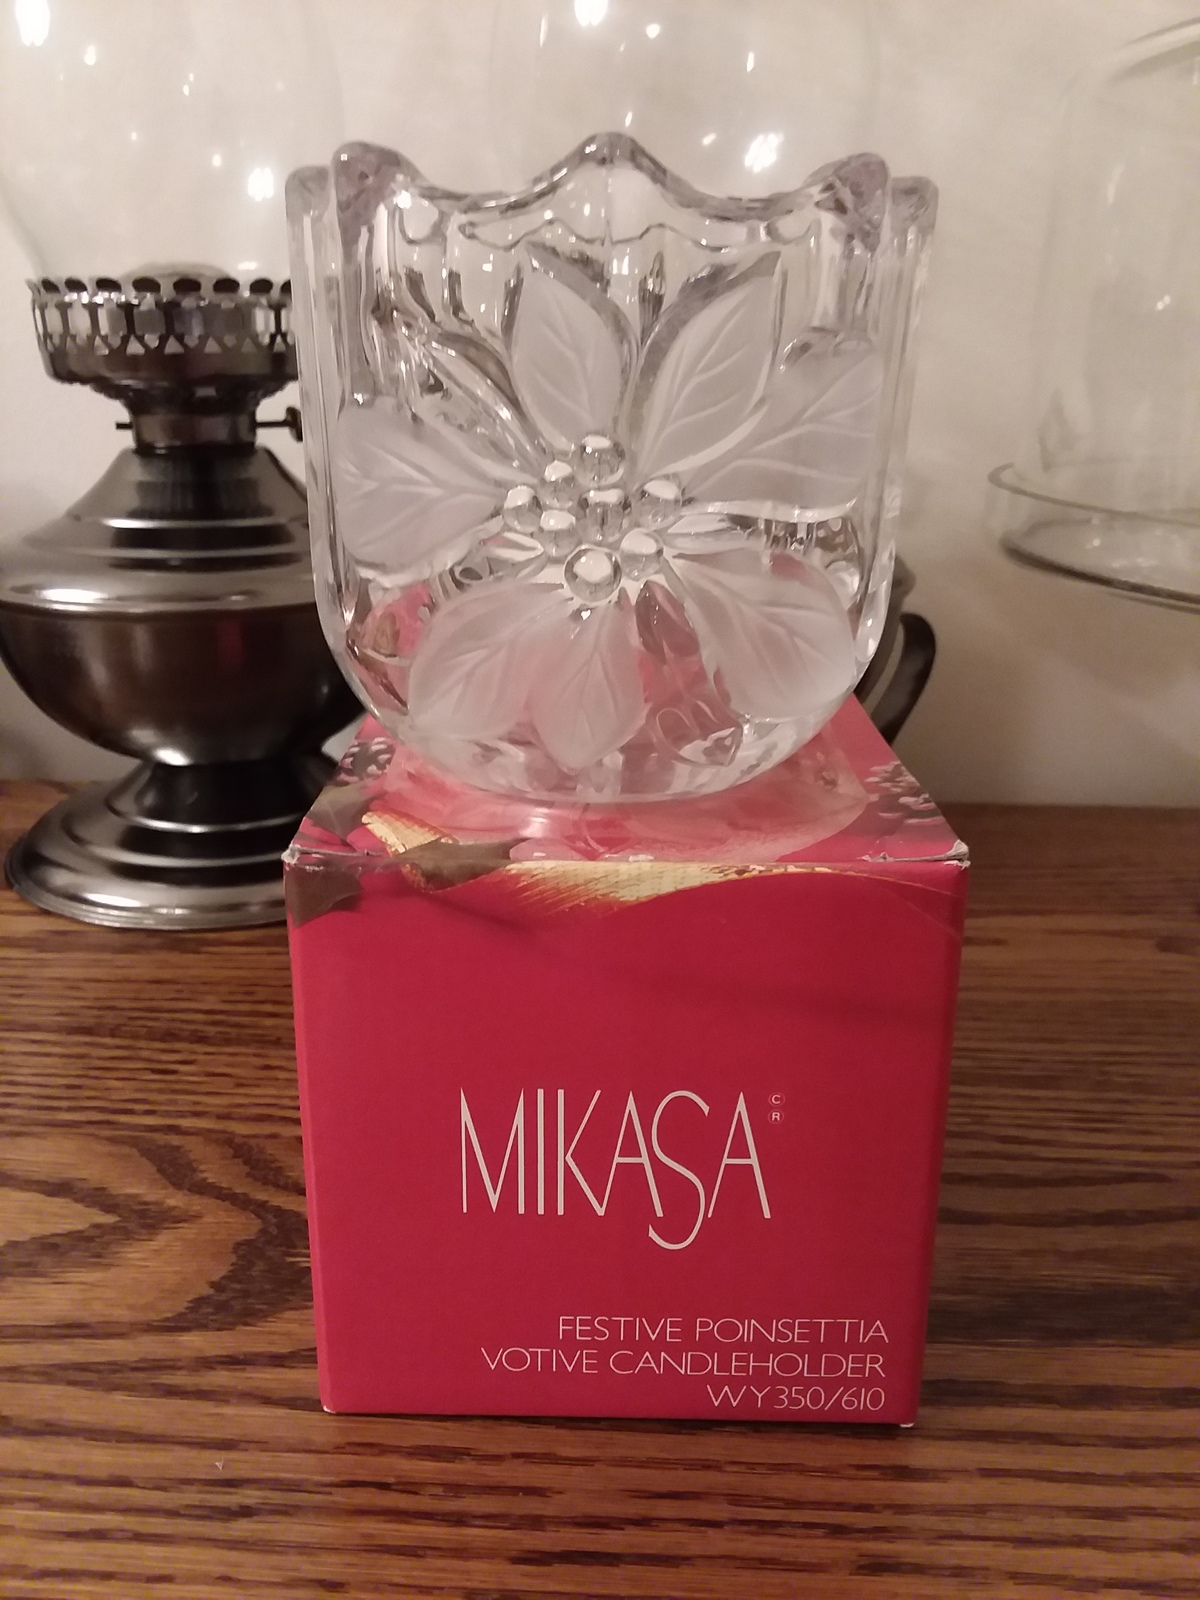 MIKASA © ®
FESTIVE POINSETTIA
VOTIVE CANDLEHOLDER
WY350/610